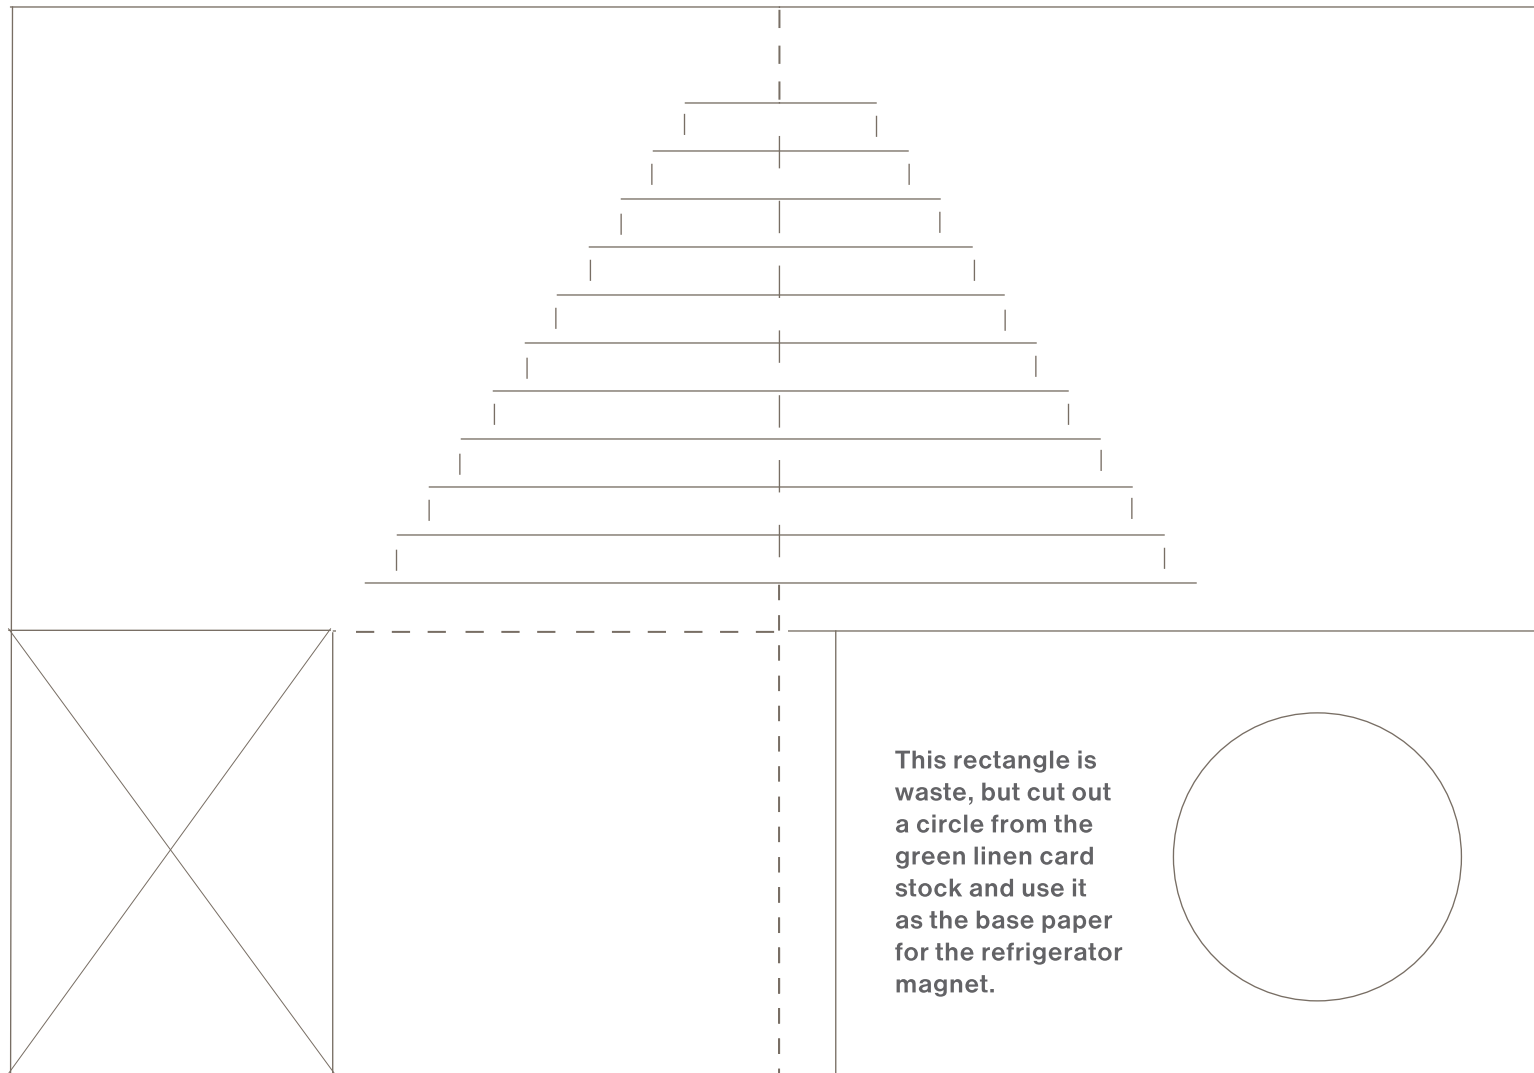 This rectangle is
waste, but cut out
a circle from the
green linen card
stock and use it
as the base paper
for the refrigerator
magnet.